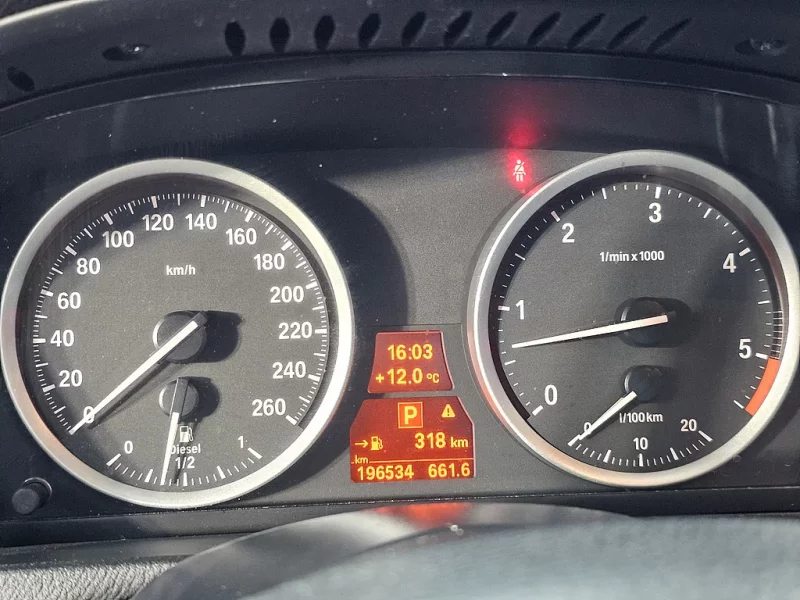 0 20 40 60 80 100 120 140 160 180 200 220 240 260
km/h
0 1/2 1
Diesel
16:03
+12.0 °C
P
→ 318 km
km
196534 661.6
0 1 2 3 4 5
1/min x 1000
0 10 20
l/100km